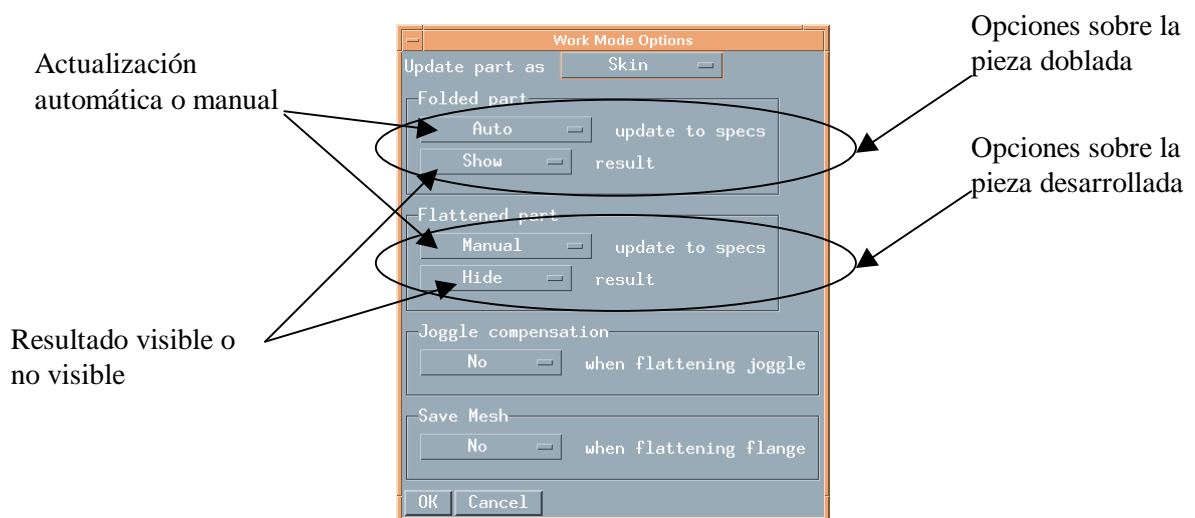 Actualización
automática o manual
Resultado visible o
no visible
Work Mode Options
Update part as Skin
Folded part
Auto update to specs
Show result
Flattened part
Manual update to specs
Hide result
Joggle compensation
No when flattening joggle
Save Mesh
No when flattening flange
OK Cancel
Opciones sobre la
pieza doblada
Opciones sobre la
pieza desarrollada